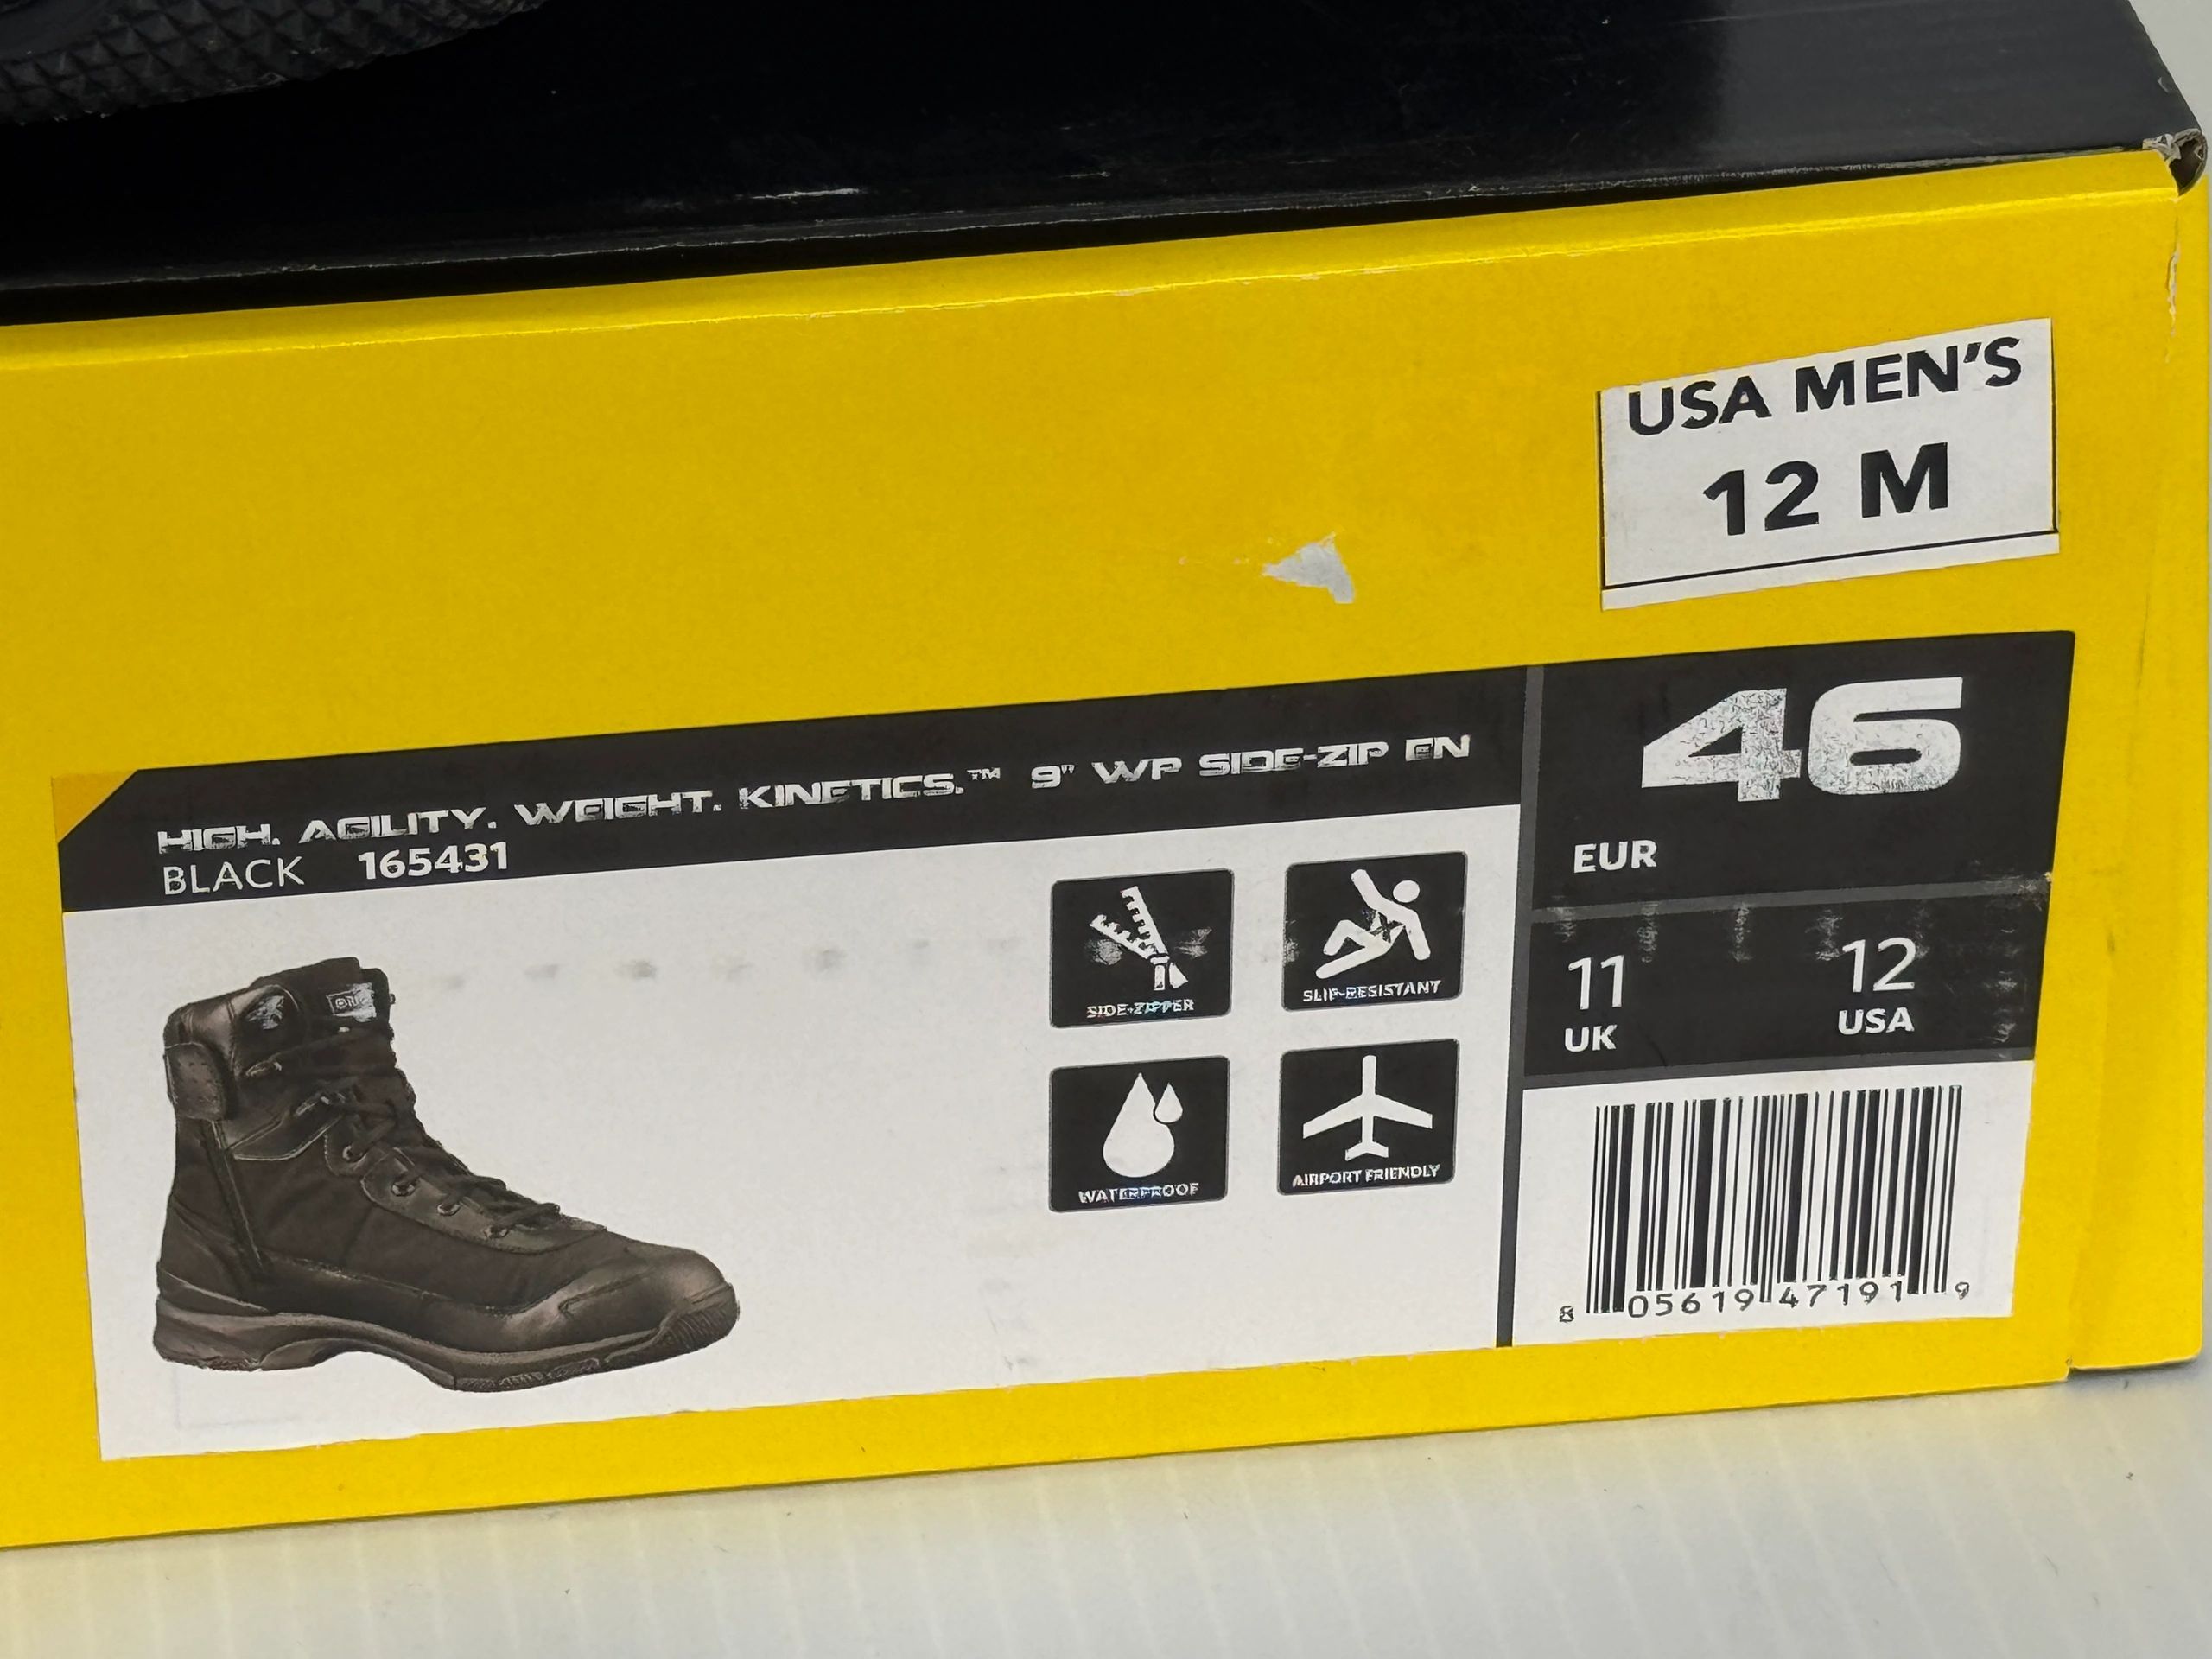 USA MEN'S
12 M
HIGH. AGILITY. WEIGHT. KINETICS.™ 9" WP SIDE-ZIP EN
BLACK 165431
46
EUR
11
UK
12
USA
SIDE-ZIPPER
SLIP-RESISTANT
WATERPROOF
AIRPORT FRIENDLY
8 05619 47191 9